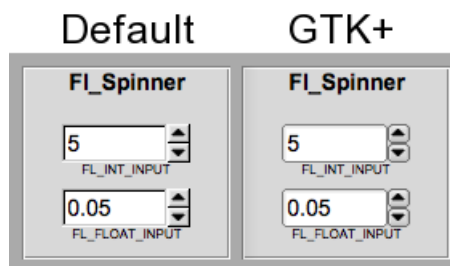 Default GTK+
Fl_Spinner Fl_Spinner
5 5
FL_INT_INPUT FL_INT_INPUT
0.05 0.05
FL_FLOAT_INPUT FL_FLOAT_INPUT